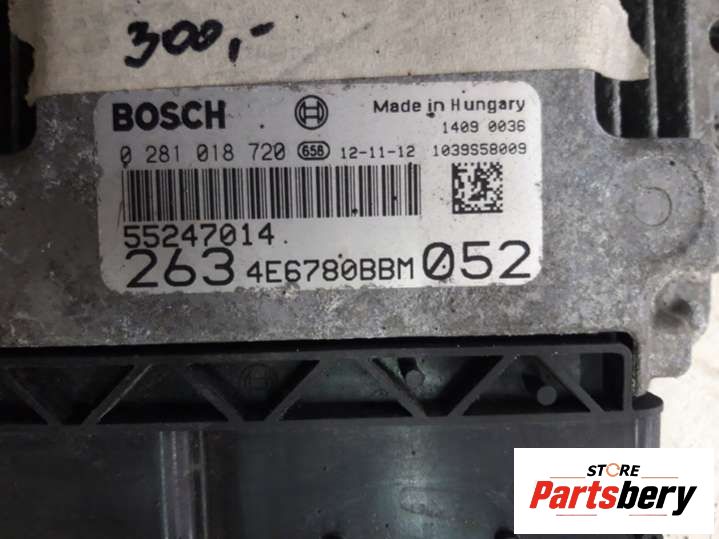 300,-
BOSCH
Made in Hungary
1409 0036
0 281 018 720 658 12-11-12 1039S58009
55247014.
263 4E6780BBM 052
STORE
Partsbery